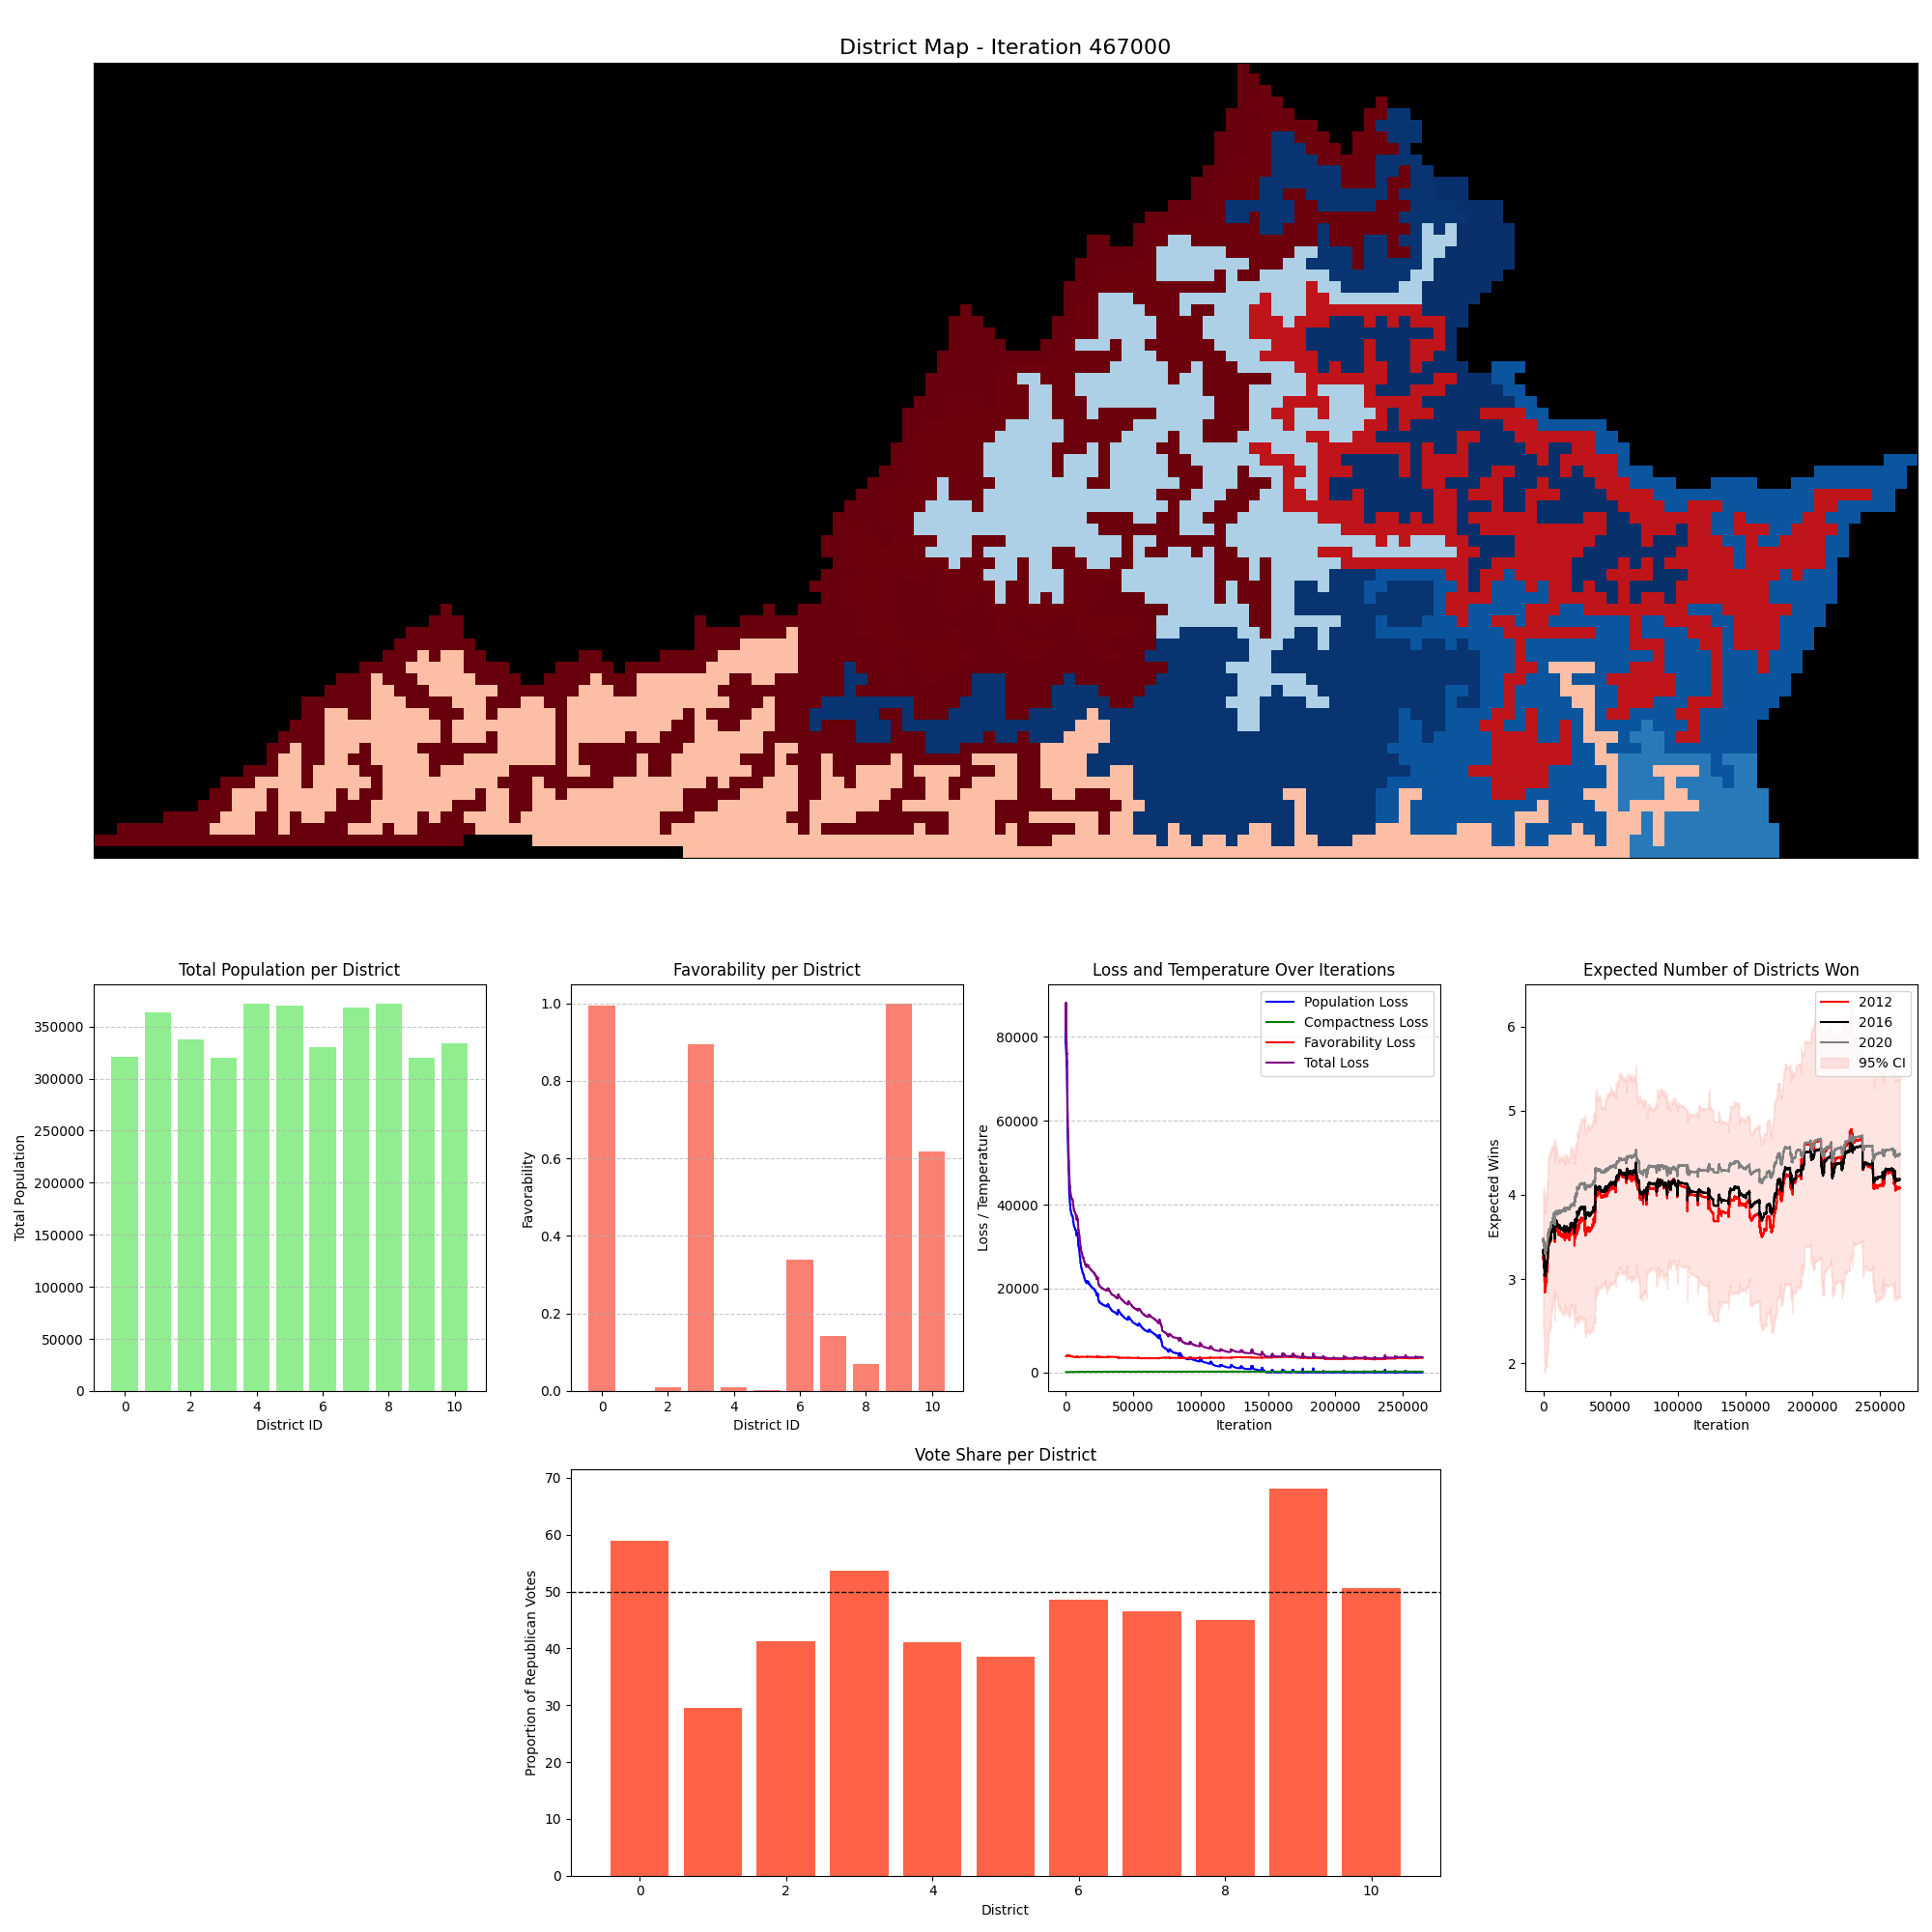 District Map - Iteration 467000
Total Population per District
Total Population
350000
300000
250000
200000
150000
100000
50000
0
0 2 4 6 8 10
District ID
Favorability per District
Favorability
1.0
0.8
0.6
0.4
0.2
0.0
0 2 4 6 8 10
District ID
Loss and Temperature Over Iterations
Loss / Temperature
80000
60000
40000
20000
0
Population Loss
Compactness Loss
Favorability Loss
Total Loss
0 50000 100000 150000 200000 250000
Iteration
Expected Number of Districts Won
Expected Wins
6
5
4
3
2
2012
2016
2020
95% CI
0 50000 100000 150000 200000 250000
Iteration
Vote Share per District
Proportion of Republican Votes
70
60
50
40
30
20
10
0
0 2 4 6 8 10
District